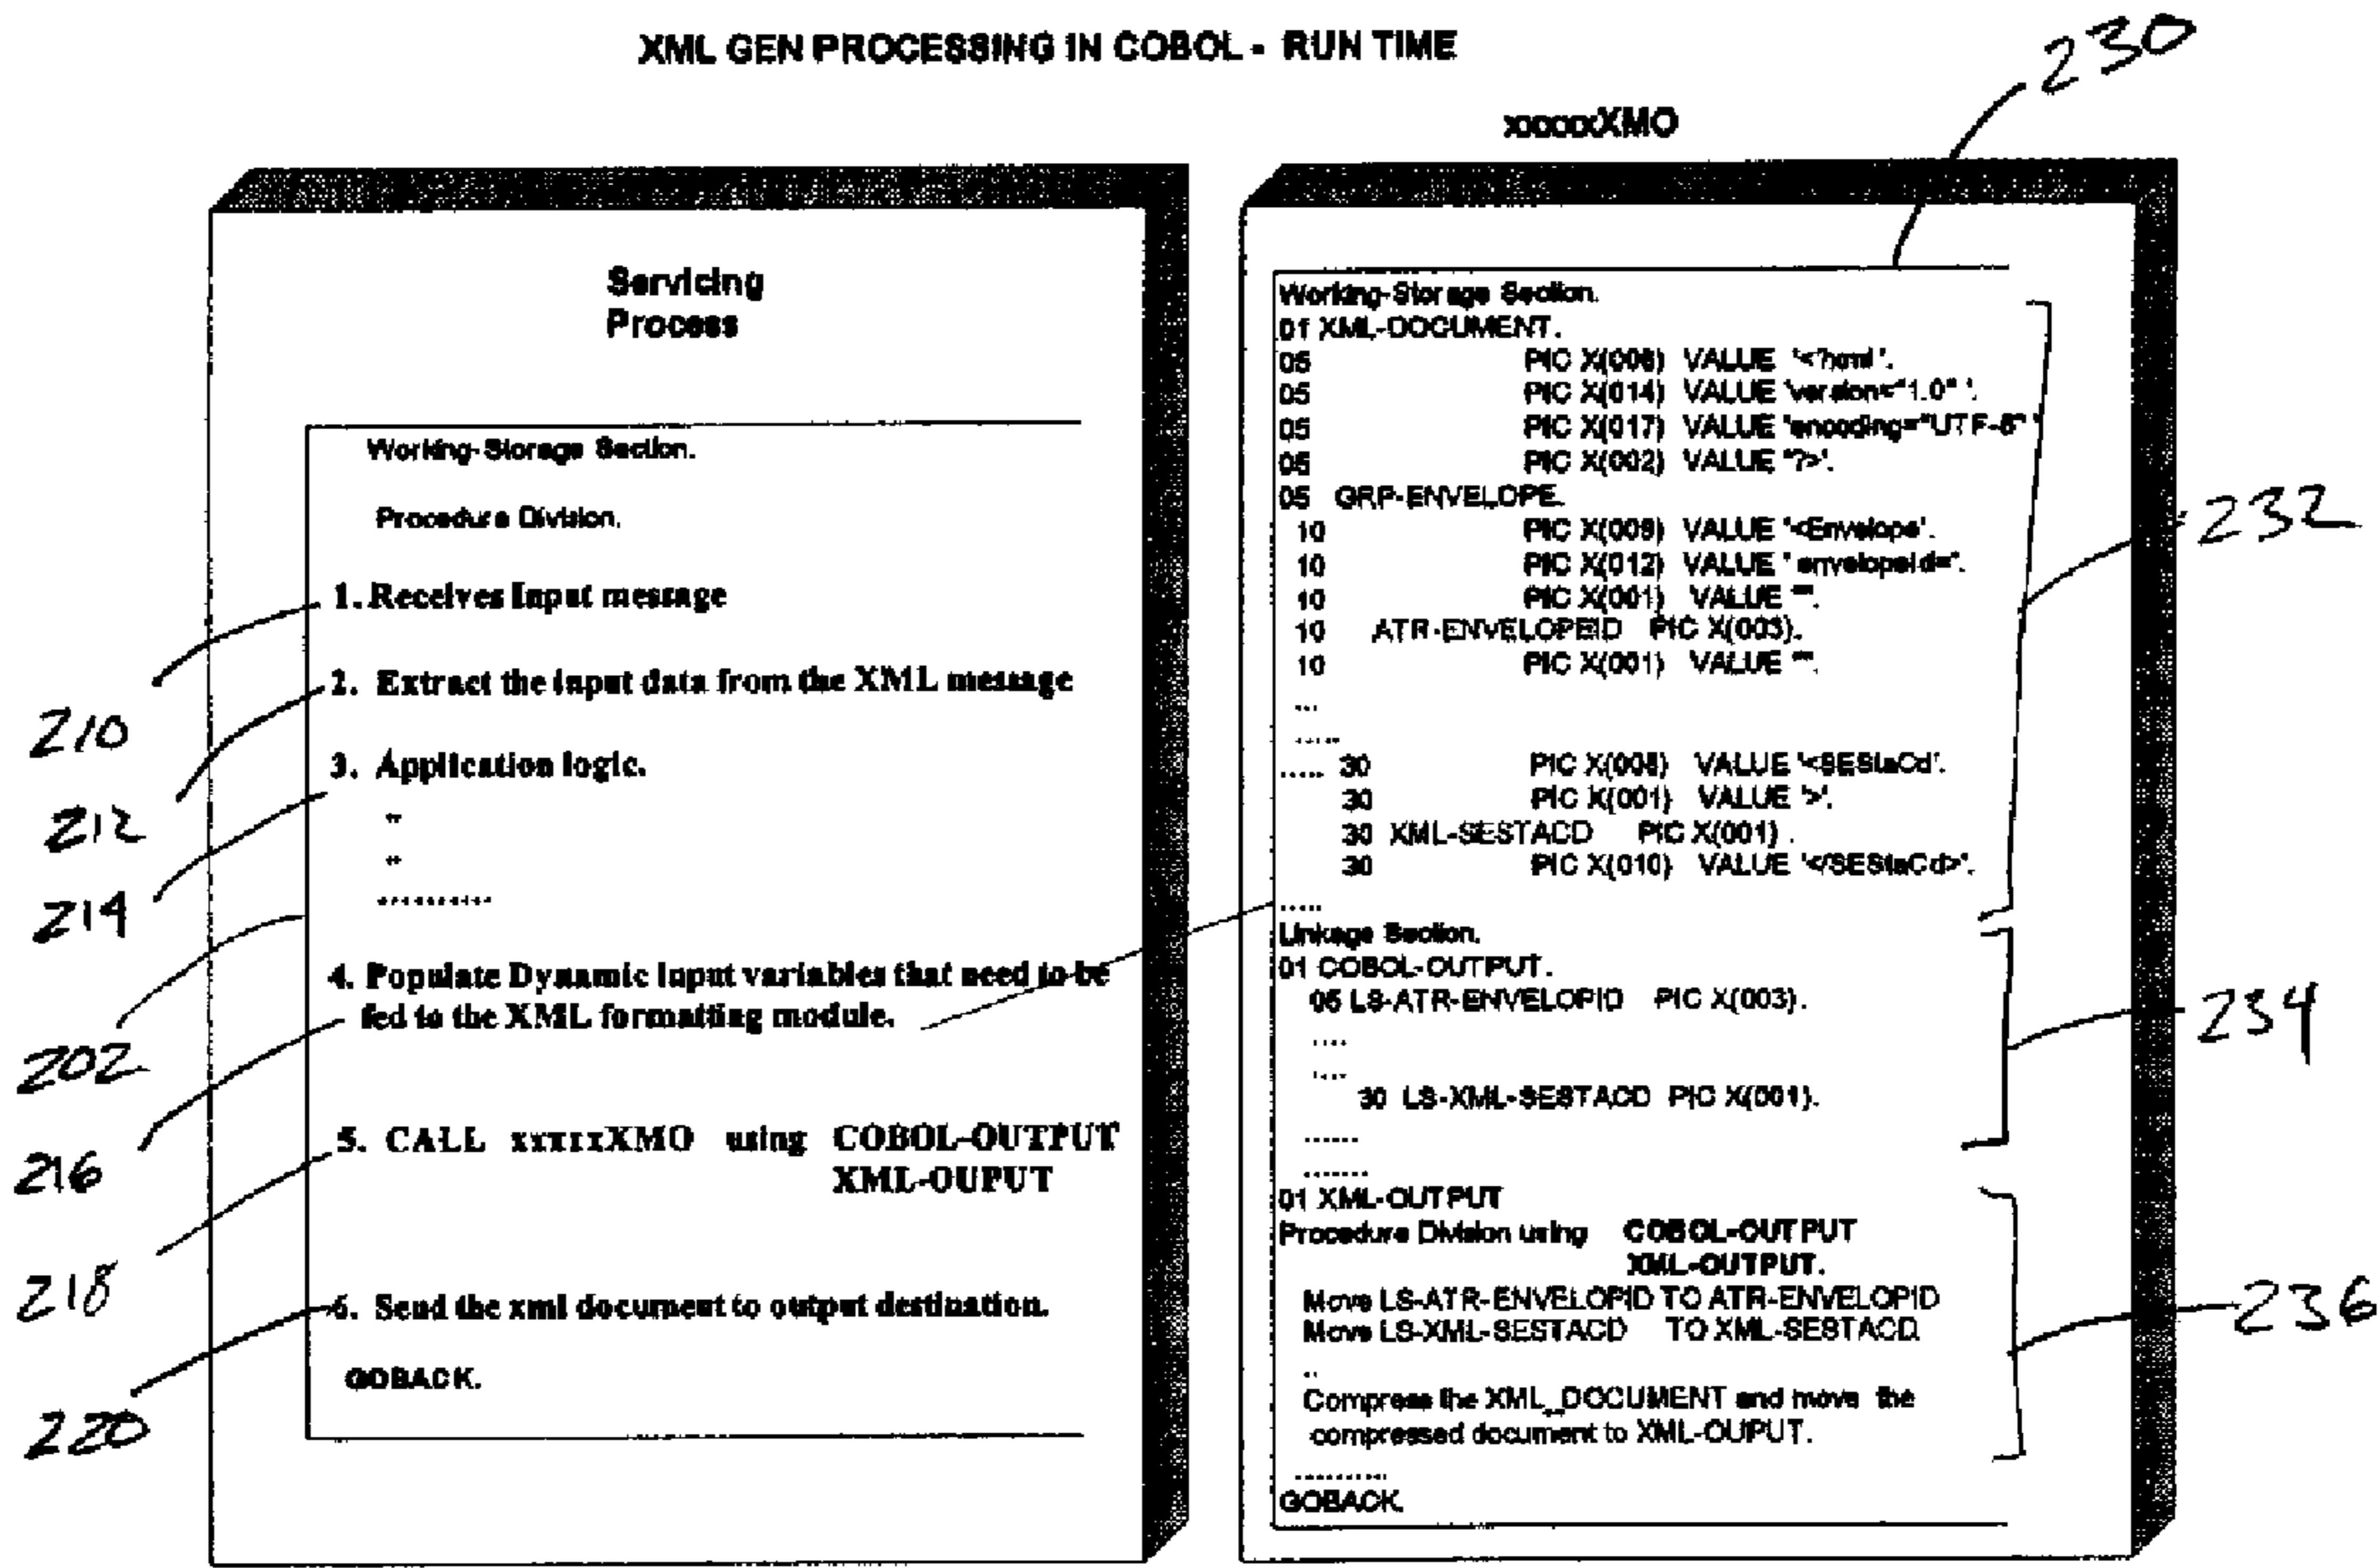 XML GEN PROCESSING IN COBOL - RUN TIME
230
xxxxxXMO
Servicing
Process
Working-Storage Section.
Procedure Division.
1. Receives Input message
2. Extract the input data from the XML message
3. Application logic.
"
"
..........
4. Populate Dynamic Input variables that need to be
fed to the XML formatting module.
5. CALL xxxxxXMO using COBOL-OUTPUT
XML-OUPUT
6. Send the xml document to output destination.
GOBACK.
210
212
214
202
216
218
220
Working-Storage Section.
01 XML-DOCUMENT.
05 PIC X(006) VALUE '<?xml '.
05 PIC X(014) VALUE 'version="1.0" '.
05 PIC X(017) VALUE 'encoding="UTF-8" '
05 PIC X(002) VALUE '?>'.
05 GRP-ENVELOPE.
10 PIC X(009) VALUE '<Envelope'.
10 PIC X(012) VALUE ' envelopeId='.
10 PIC X(001) VALUE '"'.
10 ATR-ENVELOPEID PIC X(003).
10 PIC X(001) VALUE '"'.
...
.....
..... 30 PIC X(008) VALUE '<SEStaCd'.
30 PIC X(001) VALUE '>'.
30 XML-SESTACD PIC X(001) .
30 PIC X(010) VALUE '</SEStaCd>'.
.....
Linkage Section.
01 COBOL-OUTPUT.
05 LS-ATR-ENVELOPID PIC X(003).
....
....
30 LS-XML-SESTACD PIC X(001).
......
.......
01 XML-OUTPUT
Procedure Division using COBOL-OUTPUT
XML-OUTPUT.
Move LS-ATR-ENVELOPID TO ATR-ENVELOPID
Move LS-XML-SESTACD TO XML-SESTACD.
..
Compress the XML_DOCUMENT and move the
compressed document to XML-OUPUT.
..........
GOBACK.
232
234
236